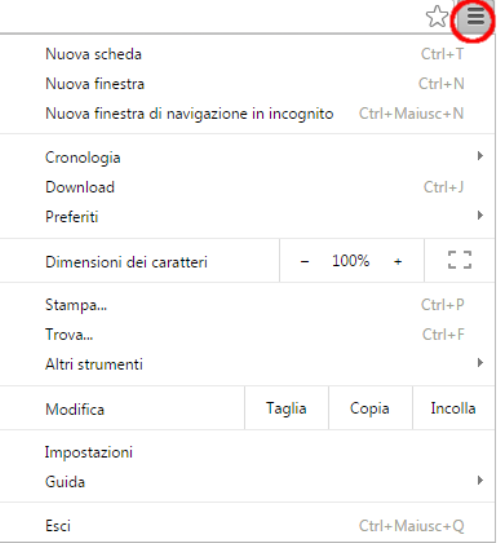 Nuova scheda Ctrl+T
Nuova finestra Ctrl+N
Nuova finestra di navigazione in incognito Ctrl+Maiusc+N
Cronologia
Download Ctrl+J
Preferiti
Dimensioni dei caratteri – 100% +
Stampa... Ctrl+P
Trova... Ctrl+F
Altri strumenti
Modifica Taglia Copia Incolla
Impostazioni
Guida
Esci Ctrl+Maiusc+Q